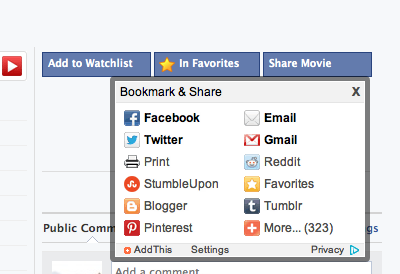 Add to Watchlist
In Favorites
Share Movie
Bookmark & Share X
Facebook Email
Twitter Gmail
Print Reddit
StumbleUpon Favorites
Blogger Tumblr
Pinterest More... (323)
AddThis Settings Privacy
Public Comm
Add a comment